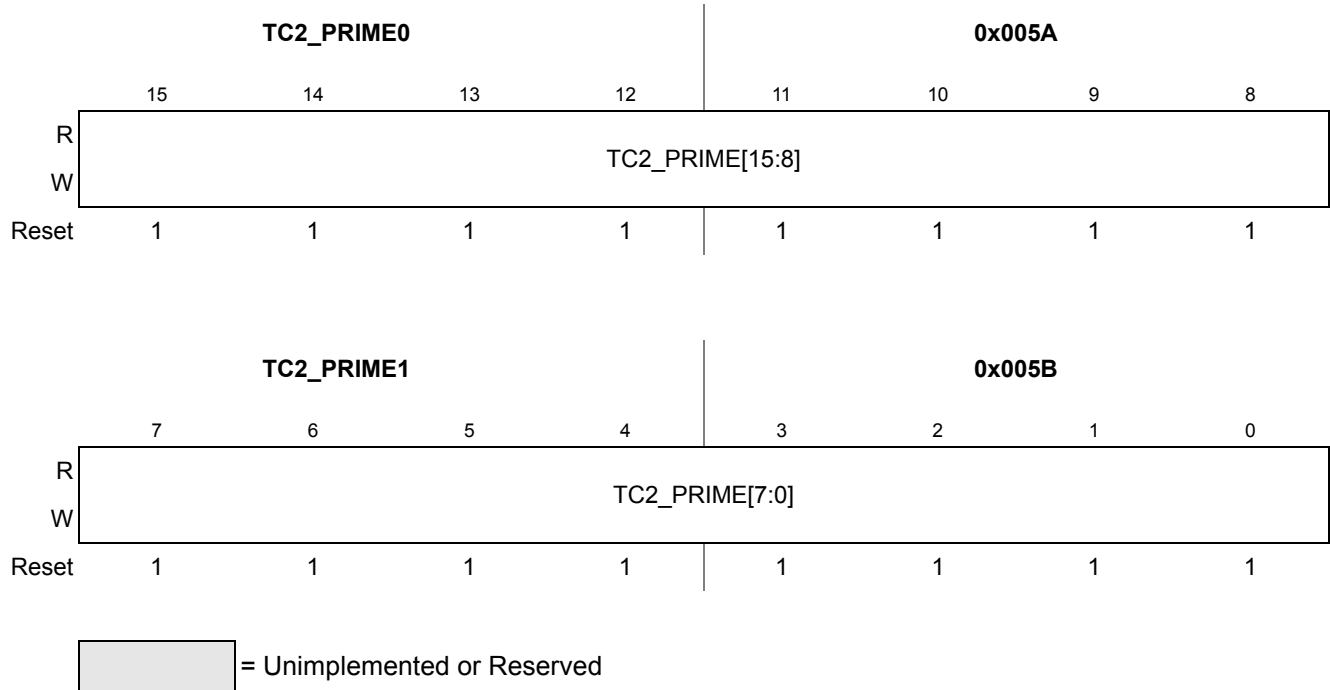 TC2_PRIME0 0x005A
15 14 13 12 11 10 9 8
R
TC2_PRIME[15:8]
W
Reset 1 1 1 1 1 1 1 1
TC2_PRIME1 0x005B
7 6 5 4 3 2 1 0
R
TC2_PRIME[7:0]
W
Reset 1 1 1 1 1 1 1 1
= Unimplemented or Reserved